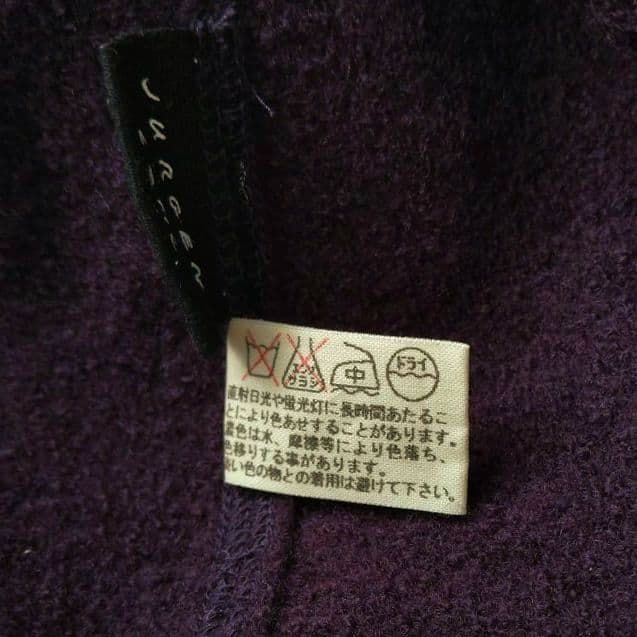 JURGEN
エンソ
サラシ
中
ドライ
直射日光や蛍光灯に長時間あたるこ
とにより色あせすることがあります。
濃色は水、摩擦等により色落ち、
色移りする事があります。
淡い色の物との着用は避けて下さい。